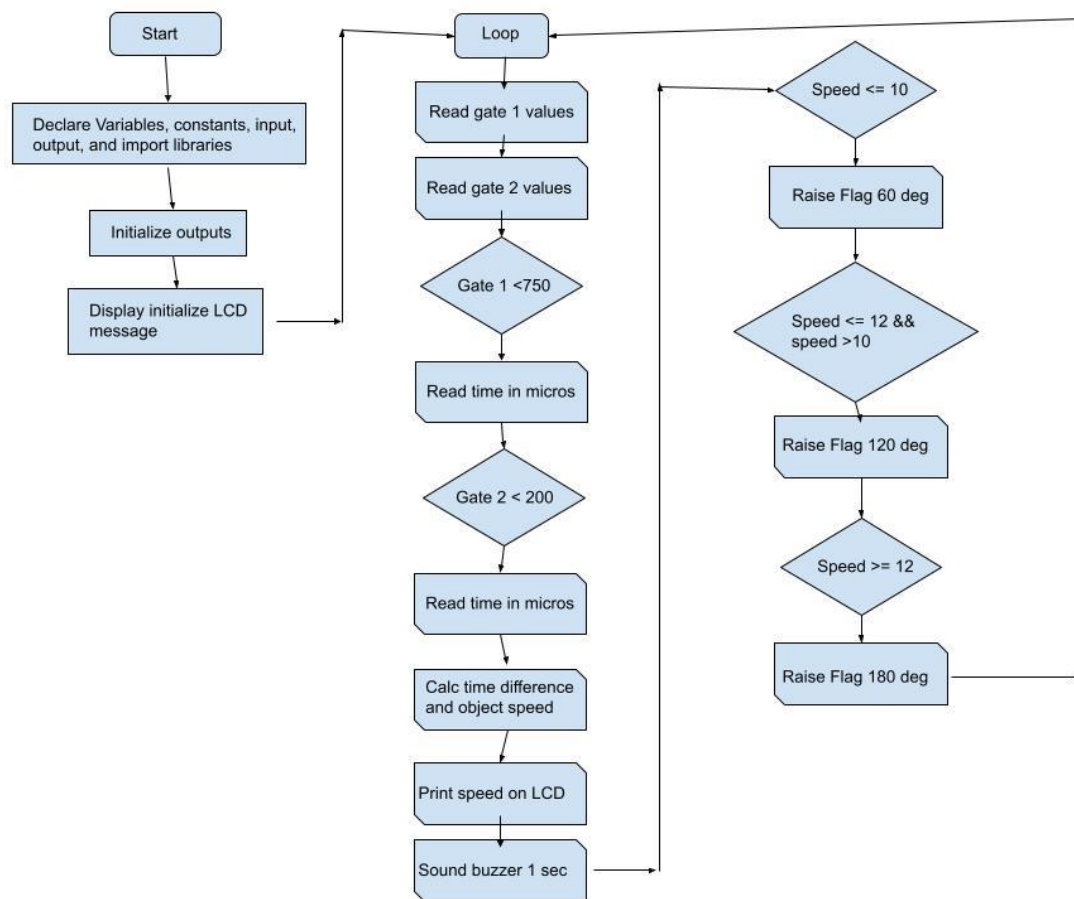 Start
Declare Variables, constants, input,
output, and import libraries
Initialize outputs
Display initialize LCD
message
Loop
Read gate 1 values
Read gate 2 values
Gate 1 <750
Read time in micros
Gate 2 < 200
Read time in micros
Calc time difference
and object speed
Print speed on LCD
Sound buzzer 1 sec
Speed <= 10
Raise Flag 60 deg
Speed <= 12 &&
speed >10
Raise Flag 120 deg
Speed >= 12
Raise Flag 180 deg